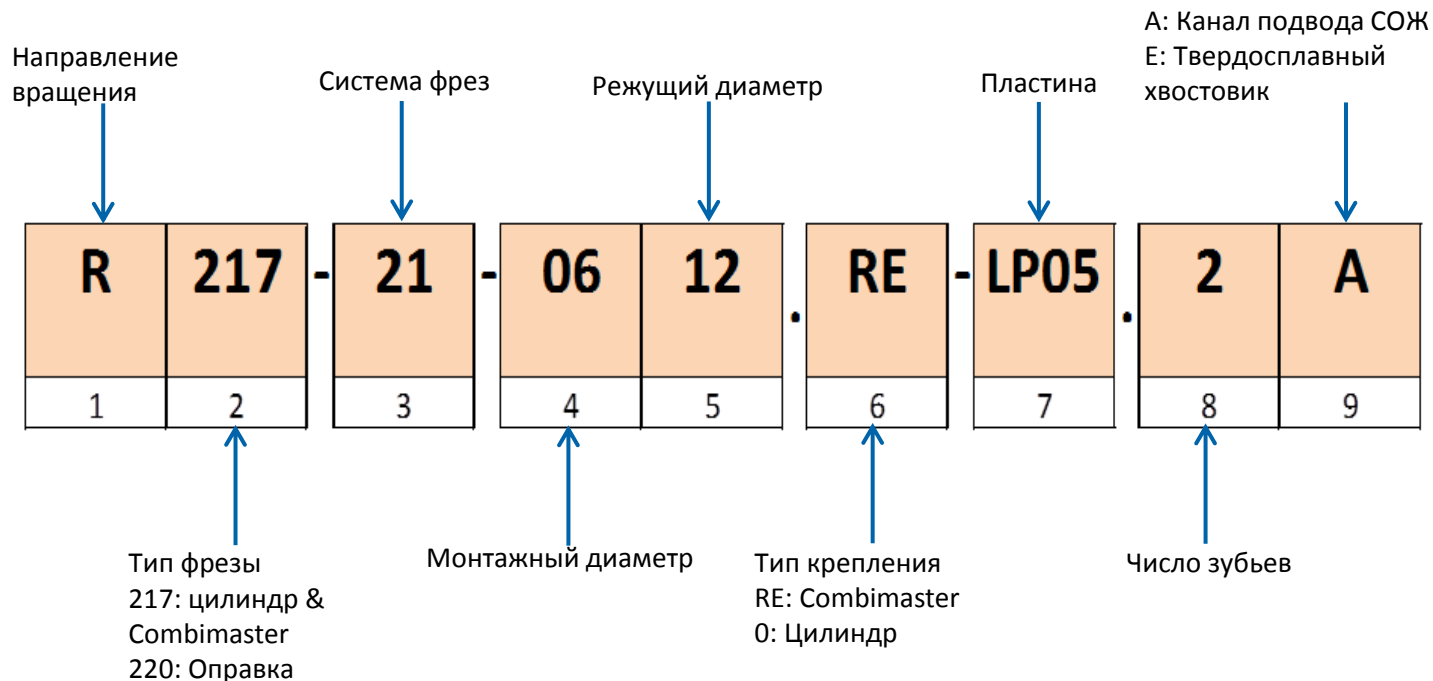 Направление
вращения
Система фрез
Режущий диаметр
Пластина
А: Канал подвода СОЖ
Е: Твердосплавный
хвостовик
R 217 - 21 - 06 12 . RE - LP05 . 2 A
1 2 3 4 5 6 7 8 9
Тип фрезы
217: цилиндр &
Combimaster
220: Оправка
Монтажный диаметр
Тип крепления
RE: Combimaster
0: Цилиндр
Число зубьев